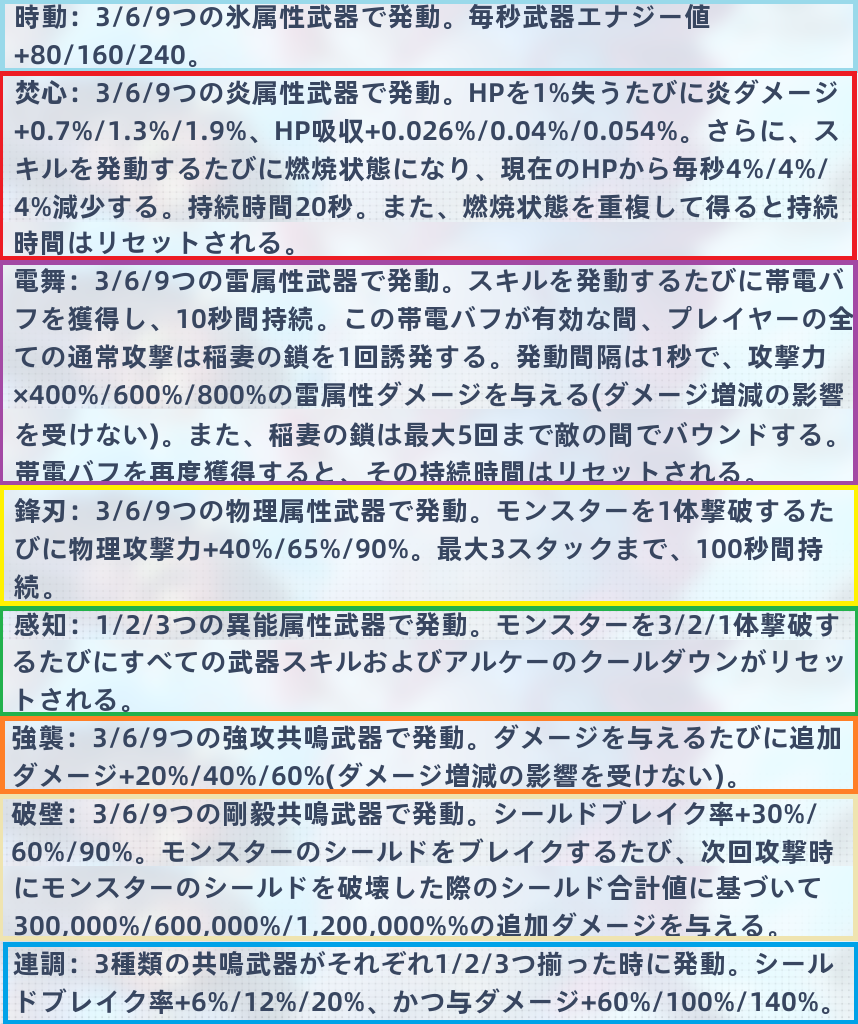 時動：3/6/9つの氷属性武器で発動。毎秒武器エナジー値
+80/160/240。
焚心：3/6/9つの炎属性武器で発動。HPを1%失うたびに炎ダメージ
+0.7%/1.3%/1.9%、HP吸収+0.026%/0.04%/0.054%。さらに、ス
キルを発動するたびに燃焼状態になり、現在のHPから毎秒4%/4%/
4%減少する。持続時間20秒。また、燃焼状態を重複して得ると持続
時間はリセットされる。
電舞：3/6/9つの雷属性武器で発動。スキルを発動するたびに帯電バ
フを獲得し、10秒間持続。この帯電バフが有効な間、プレイヤーの全
ての通常攻撃は稲妻の鎖を1回誘発する。発動間隔は1秒で、攻撃力
×400%/600%/800%の雷属性ダメージを与える(ダメージ増減の影響
を受けない)。また、稲妻の鎖は最大5回まで敵の間でバウンドする。
帯電バフを再度獲得すると、その持続時間はリセットされる。
鋒刃：3/6/9つの物理属性武器で発動。モンスターを1体撃破するた
びに物理攻撃力+40%/65%/90%。最大3スタックまで、100秒間持
続。
感知：1/2/3つの異能属性武器で発動。モンスターを3/2/1体撃破す
るたびにすべての武器スキルおよびアルケーのクールダウンがリセッ
トされる。
強襲：3/6/9つの強攻共鳴武器で発動。ダメージを与えるたびに追加
ダメージ+20%/40%/60%(ダメージ増減の影響を受けない)。
破壁：3/6/9つの剛毅共鳴武器で発動。シールドブレイク率+30%/
60%/90%。モンスターのシールドをブレイクするたび、次回攻撃時
にモンスターのシールドを破壊した際のシールド合計値に基づいて
300,000%/600,000%/1,200,000%%の追加ダメージを与える。
連調：3種類の共鳴武器がそれぞれ1/2/3つ揃った時に発動。シール
ドブレイク率+6%/12%/20%、かつ与ダメージ+60%/100%/140%。